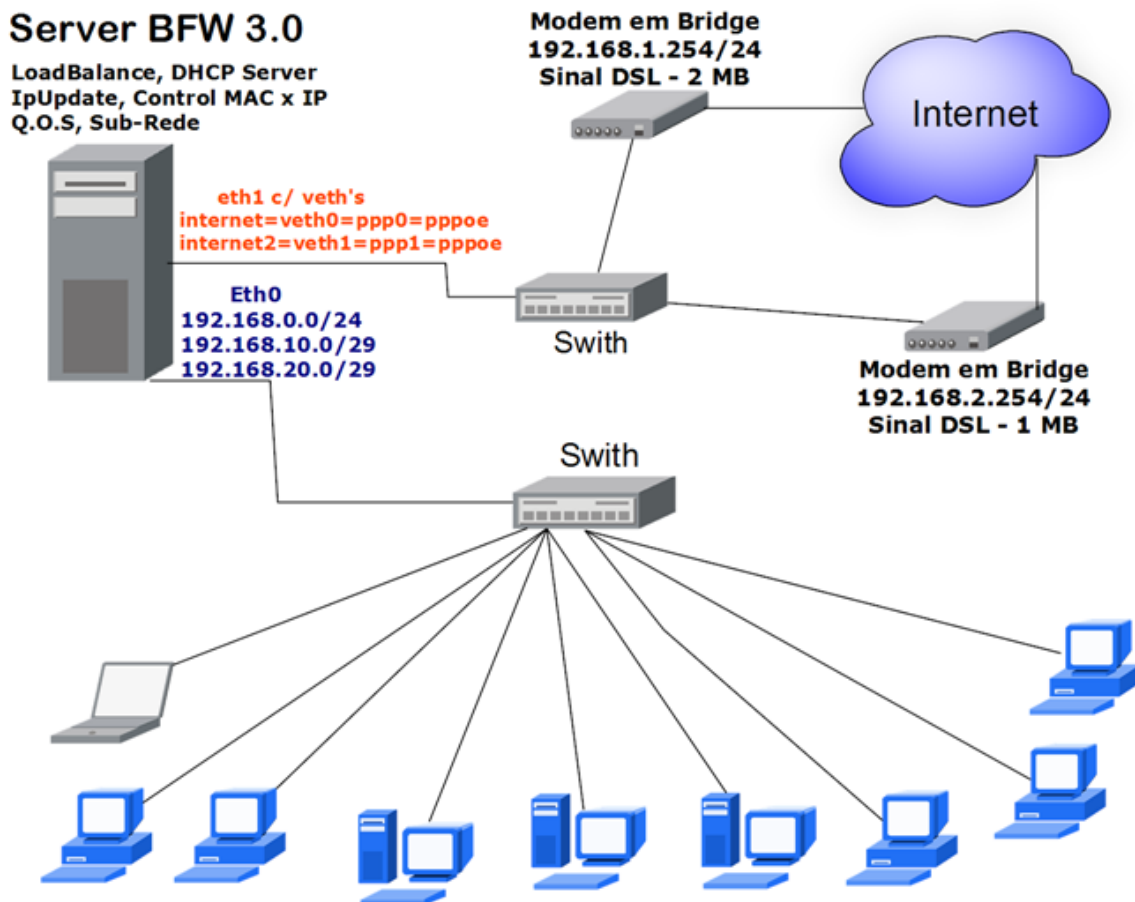 Server BFW 3.0
LoadBalance, DHCP Server
IpUpdate, Control MAC x IP
Q.O.S, Sub-Rede
Modem em Bridge
192.168.1.254/24
Sinal DSL - 2 MB
Internet
eth1 c/ veth's
internet=veth0=ppp0=pppoe
internet2=veth1=ppp1=pppoe
Eth0
192.168.0.0/24
192.168.10.0/29
192.168.20.0/29
Swith
Modem em Bridge
192.168.2.254/24
Sinal DSL - 1 MB
Swith